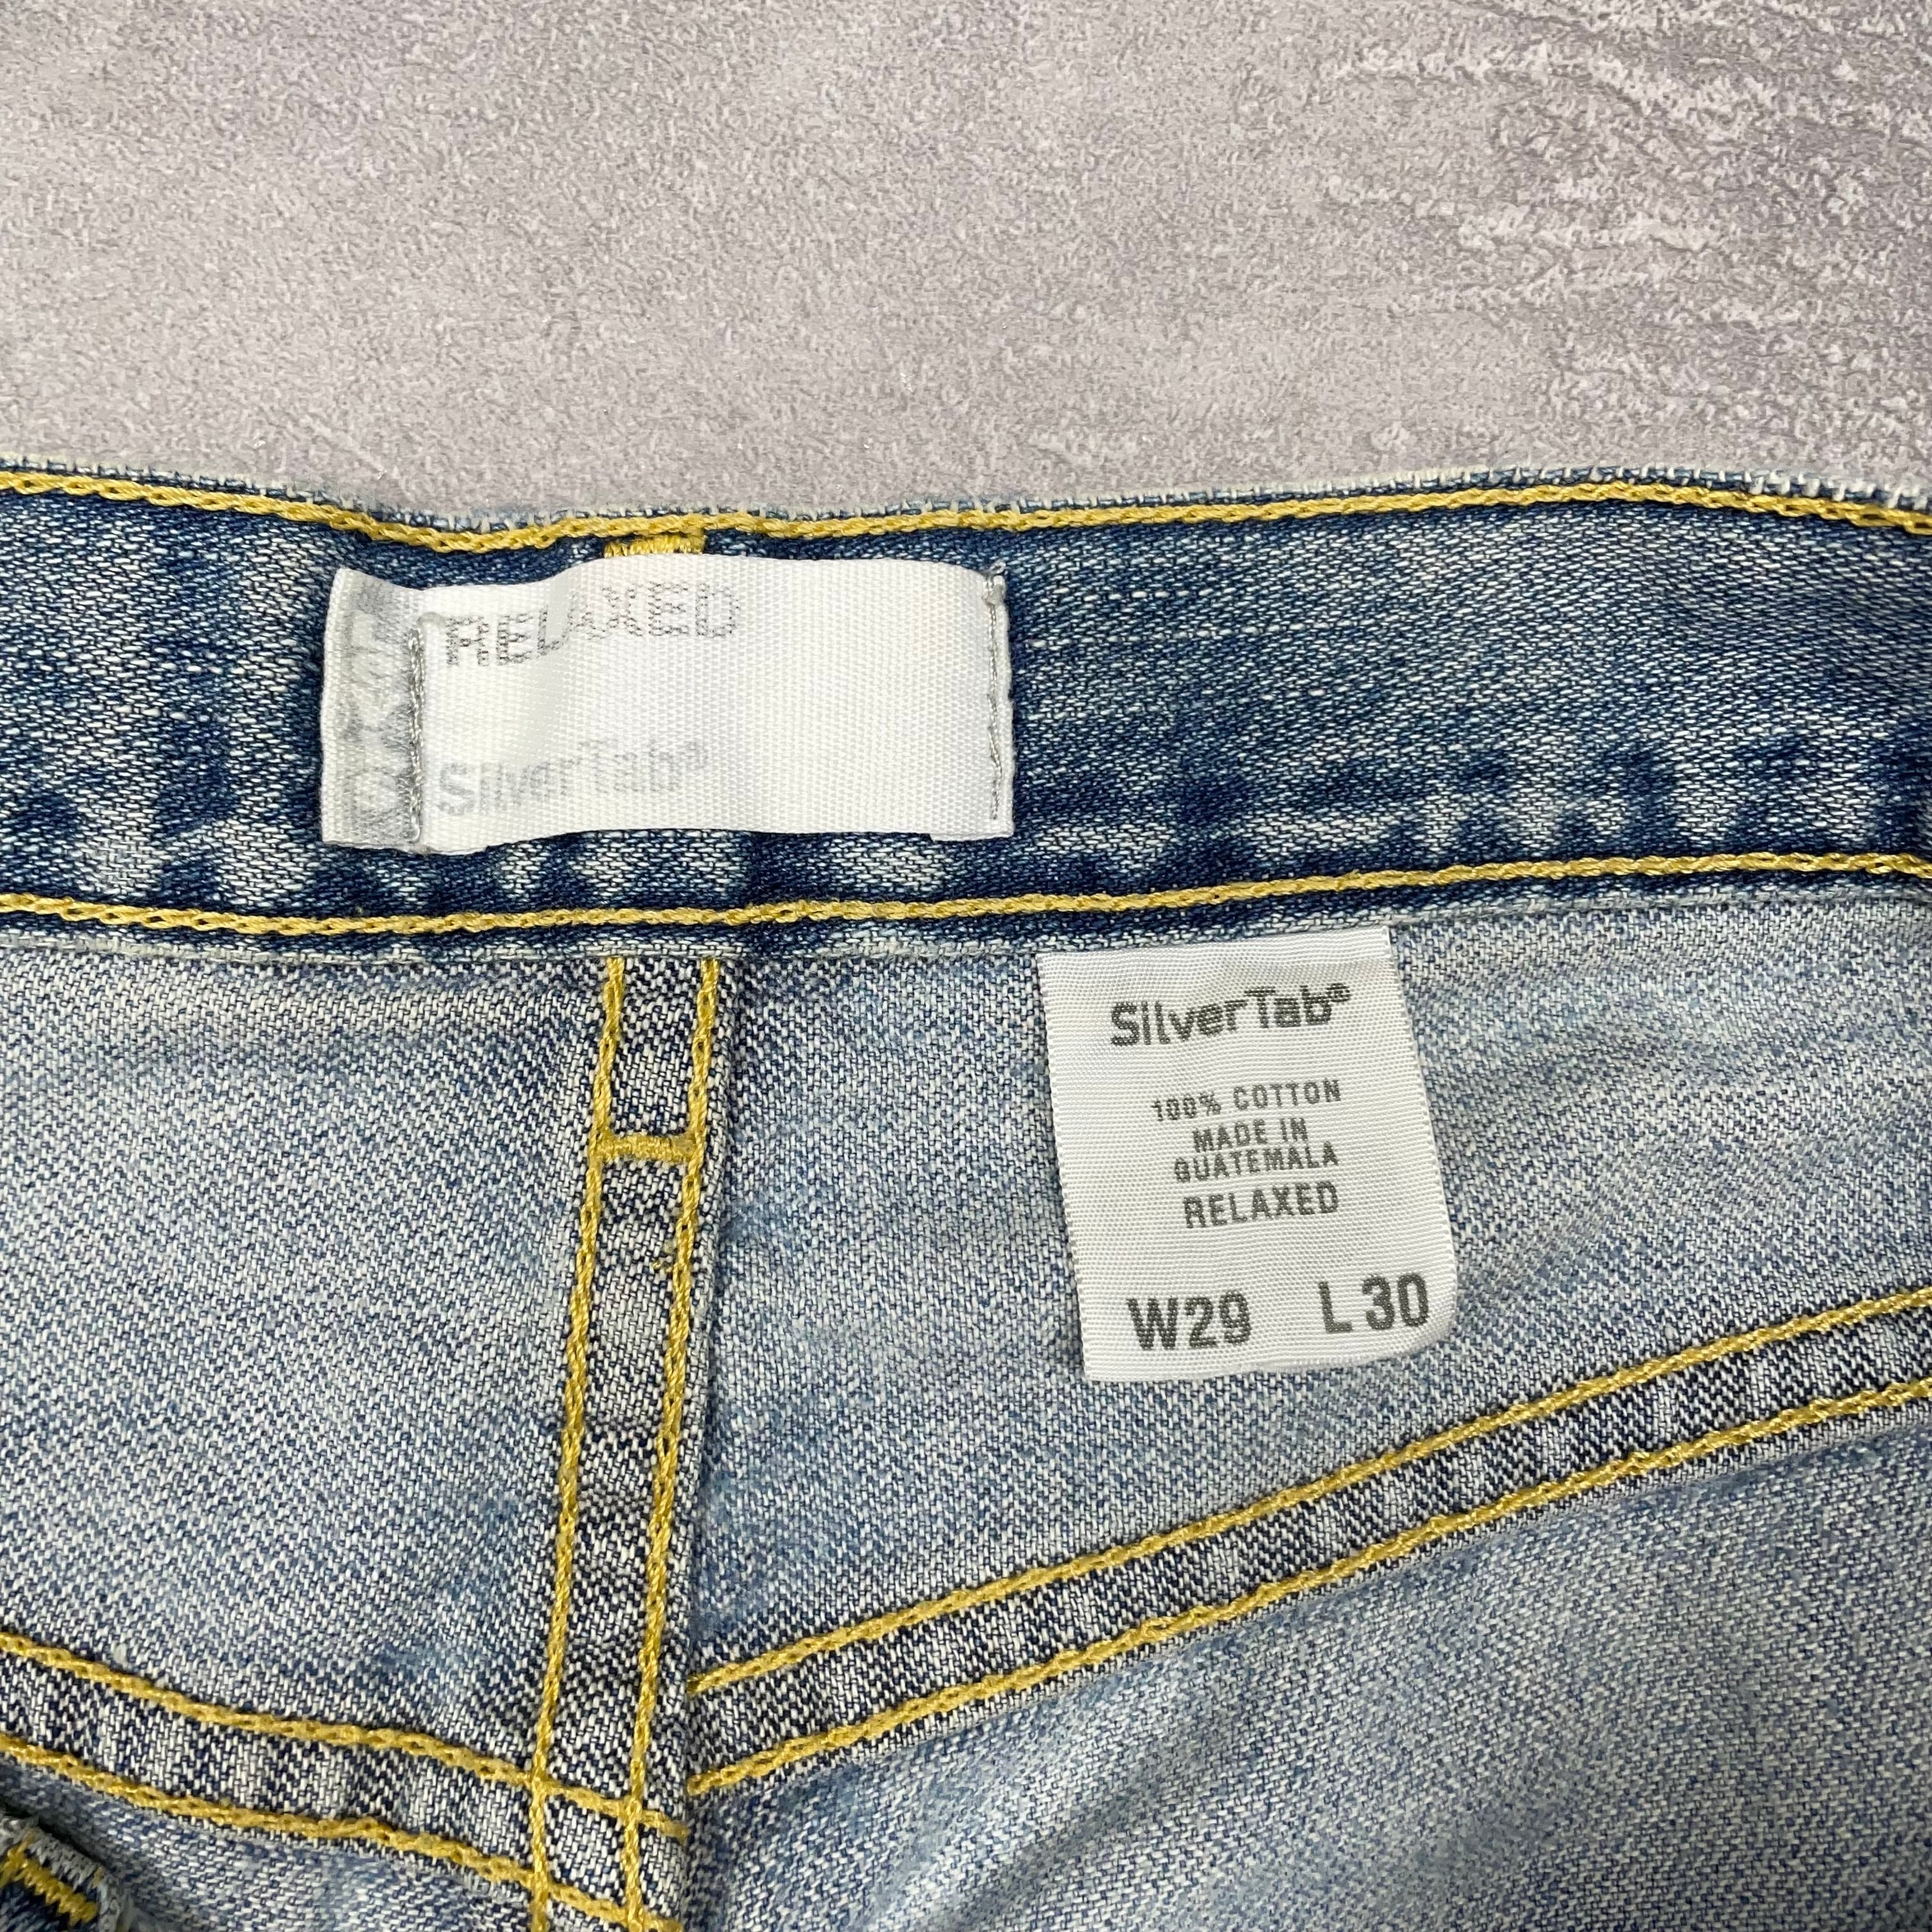 RELAXED
SilverTab®
SilverTab®
100% COTTON
MADE IN
GUATEMALA
RELAXED
W29 L30